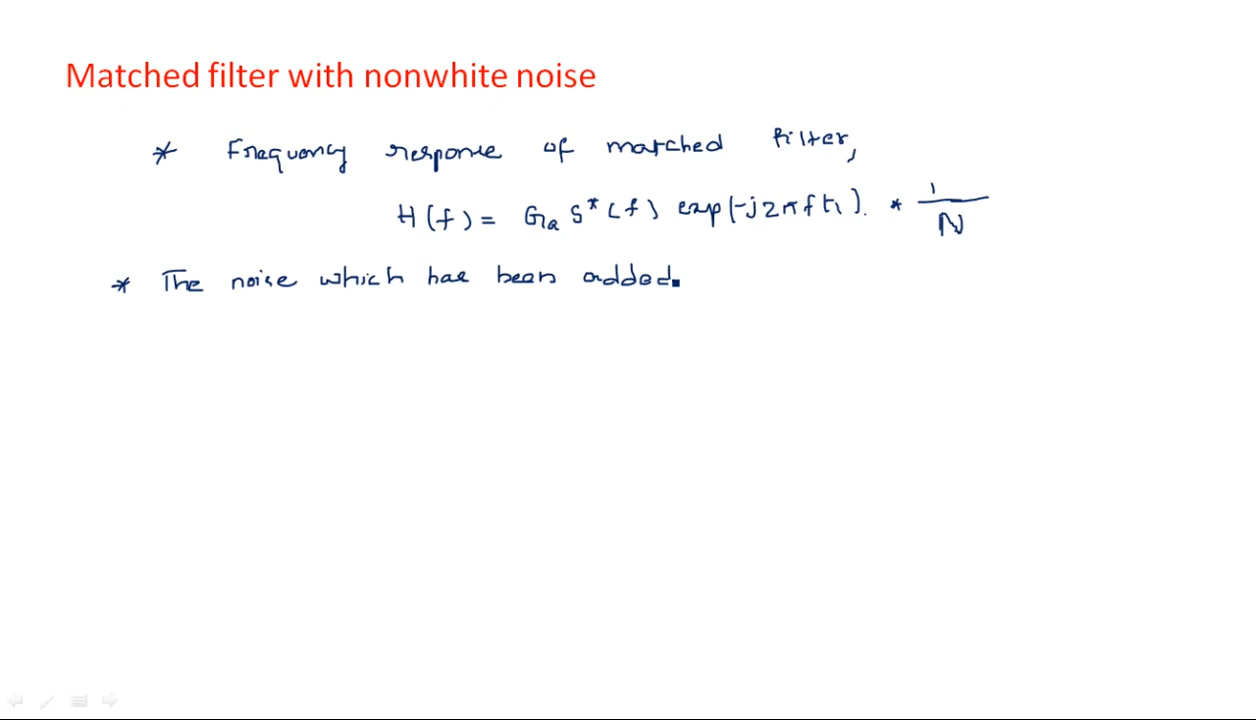 Matched filter with nonwhite noise
* Frequency response of matched filter,
H(f) = Ga S*(f) exp(-j2πft1). * 1/N
* The noise which has been added.